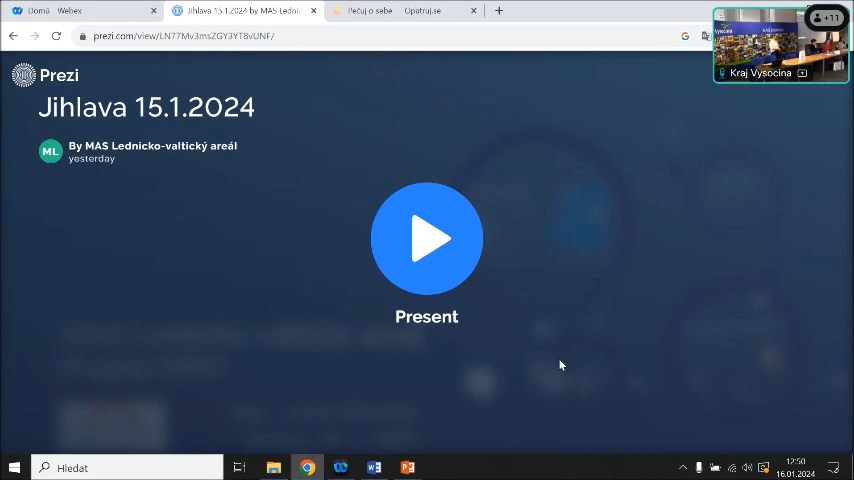 Domů
Webex
Jihlava 15.1.2024 by MAS Lednic
Pečuj o sebe
Opatruj.se
prezi.com/view/LN77Mv3msZGY3YT8vUNF/
+11
Kraj Vysocina
Prezi
Jihlava 15.1.2024
ML
By MAS Lednicko-valtický areál
yesterday
Present
Hledat
12:50
16.01.2024